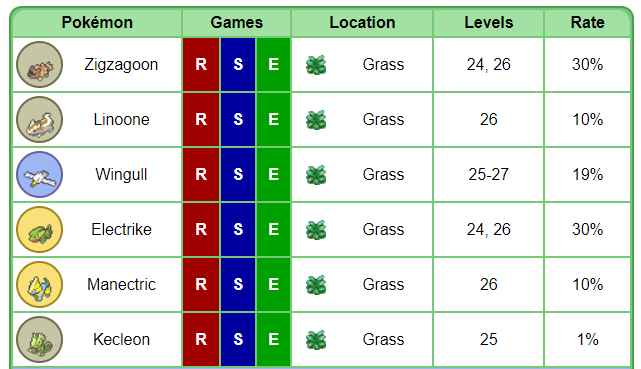 Pokémon Games Location Levels Rate
Zigzagoon R S E Grass 24, 26 30%
Linoone R S E Grass 26 10%
Wingull R S E Grass 25-27 19%
Electrike R S E Grass 24, 26 30%
Manectric R S E Grass 26 10%
Kecleon R S E Grass 25 1%